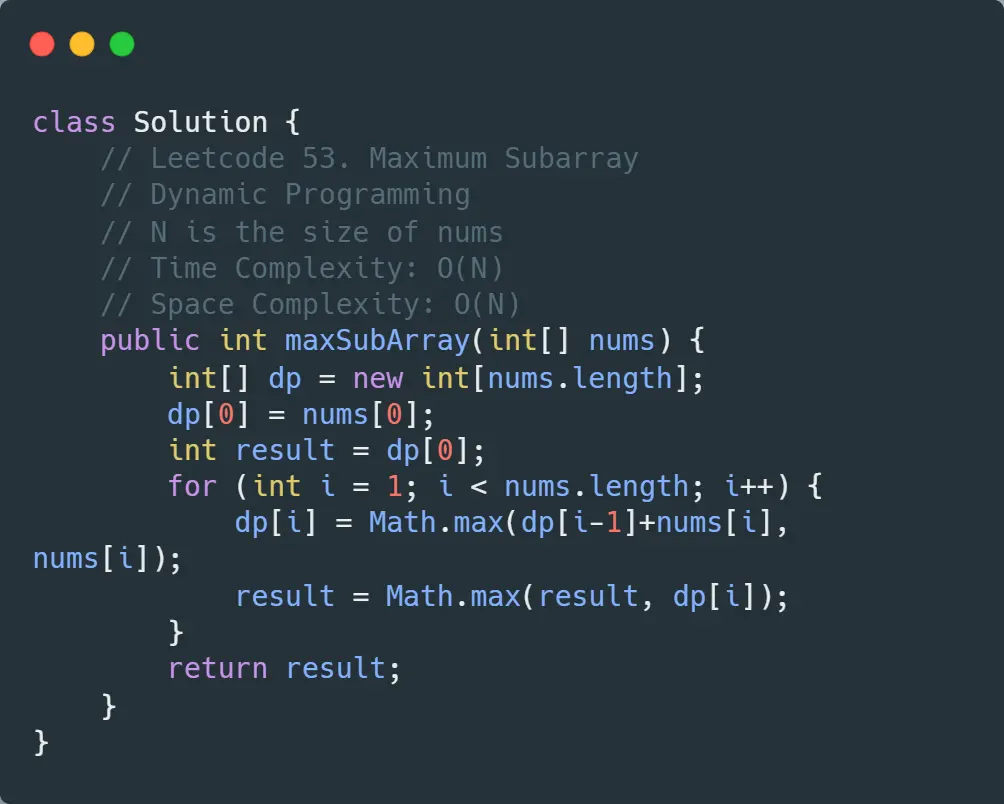 class Solution {
    // Leetcode 53. Maximum Subarray
    // Dynamic Programming
    // N is the size of nums
    // Time Complexity: O(N)
    // Space Complexity: O(N)
    public int maxSubArray(int[] nums) {
        int[] dp = new int[nums.length];
        dp[0] = nums[0];
        int result = dp[0];
        for (int i = 1; i < nums.length; i++) {
            dp[i] = Math.max(dp[i-1]+nums[i],
nums[i]);
            result = Math.max(result, dp[i]);
        }
        return result;
    }
}